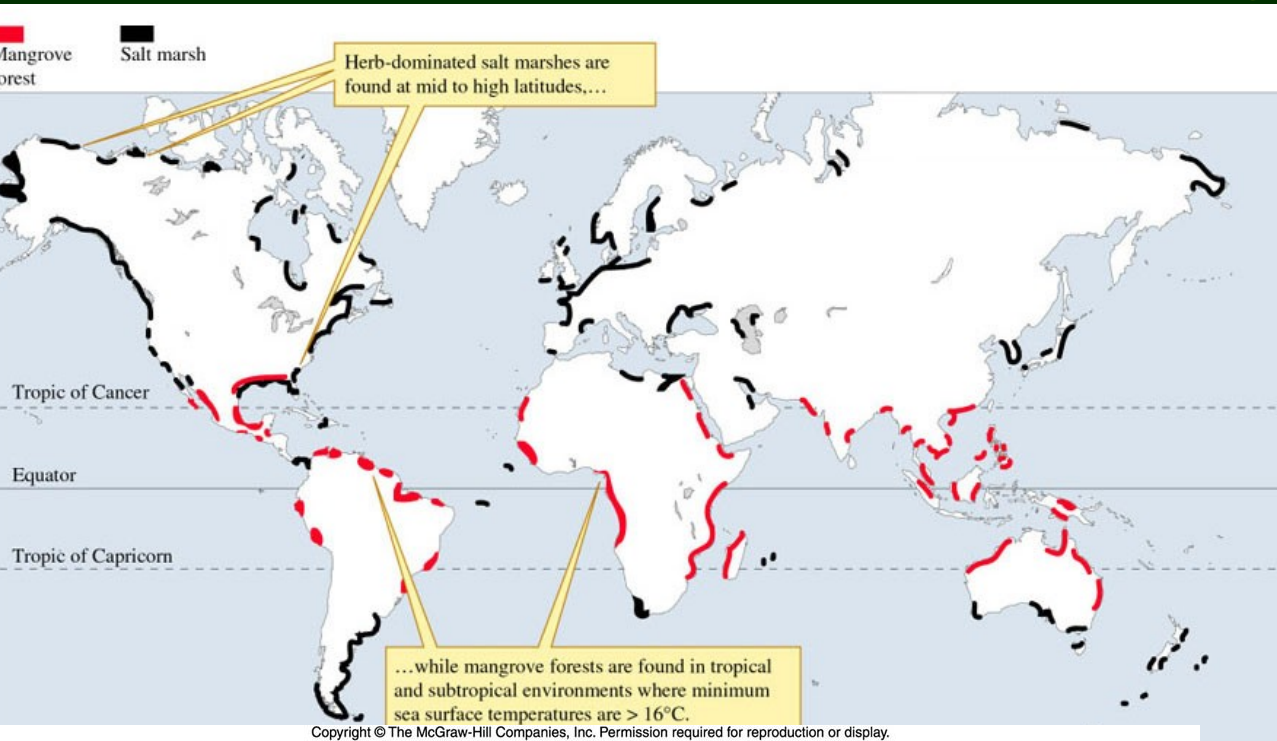 Mangrove
forest
Salt marsh
Herb-dominated salt marshes are
found at mid to high latitudes,…
Tropic of Cancer
Equator
Tropic of Capricorn
…while mangrove forests are found in tropical
and subtropical environments where minimum
sea surface temperatures are > 16°C.
Copyright © The McGraw-Hill Companies, Inc. Permission required for reproduction or display.